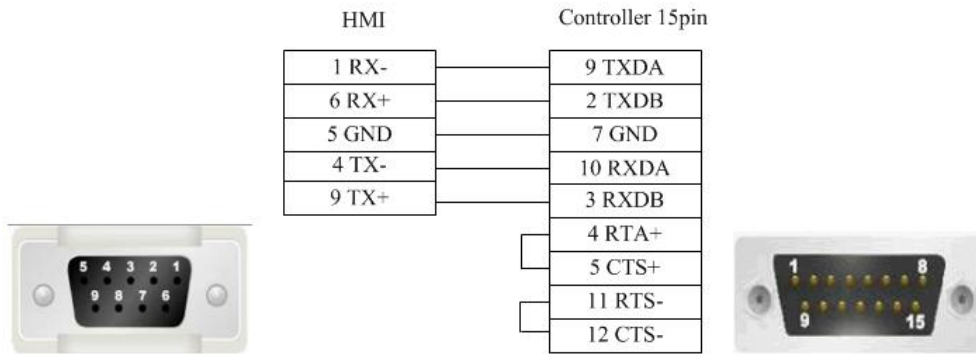 HMI
Controller 15pin
1 RX-
9 TXDA
6 RX+
2 TXDB
5 GND
7 GND
4 TX-
10 RXDA
9 TX+
3 RXDB
4 RTA+
5 CTS+
11 RTS-
12 CTS-
5 4 3 2 1
9 8 7 6
1 8
9 15